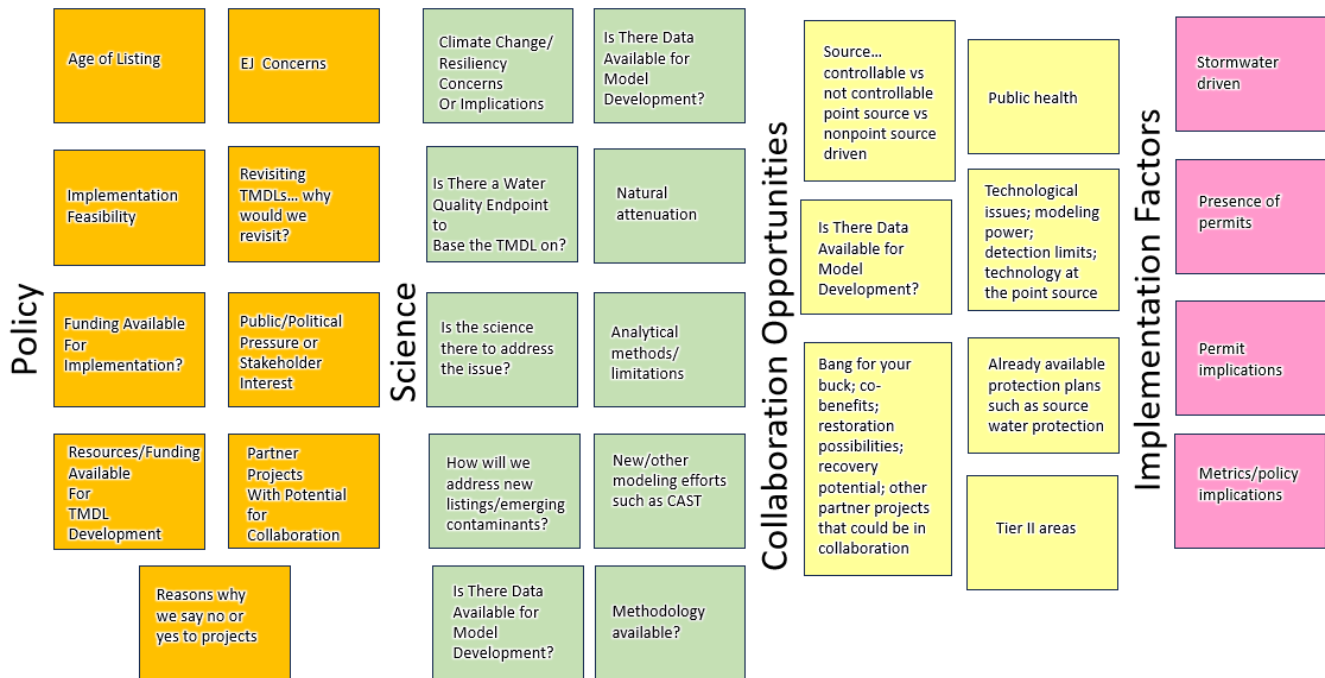 Policy
Age of Listing
EJ  Concerns
Implementation
Feasibility
Revisiting
TMDLs... why
would we
revisit?
Funding Available
For
Implementation?
Public/Political
Pressure or
Stakeholder
Interest
Resources/Funding
Available
For
TMDL
Development
Partner
Projects
With Potential
for
Collaboration
Reasons why
we say no or
yes to projects
Science
Climate Change/
Resiliency
Concerns
Or Implications
Is There Data
Available for
Model
Development?
Is There a Water
Quality Endpoint
to
Base the TMDL on?
Natural
attenuation
Is the science
there to address
the issue?
Analytical
methods/
limitations
How will we
address new
listings/emerging
contaminants?
New/other
modeling efforts
such as CAST
Is There Data
Available for
Model
Development?
Methodology
available?
Collaboration Opportunities
Source...
controllable vs
not controllable
point source vs
nonpoint source
driven
Public health
Is There Data
Available for
Model
Development?
Technological
issues; modeling
power;
detection limits;
technology at
the point source
Bang for your
buck; co-
benefits;
restoration
possibilities;
recovery
potential; other
partner projects
that could be in
collaboration
Already available
protection plans
such as source
water protection
Tier II areas
Implementation Factors
Stormwater
driven
Presence of
permits
Permit
implications
Metrics/policy
implications